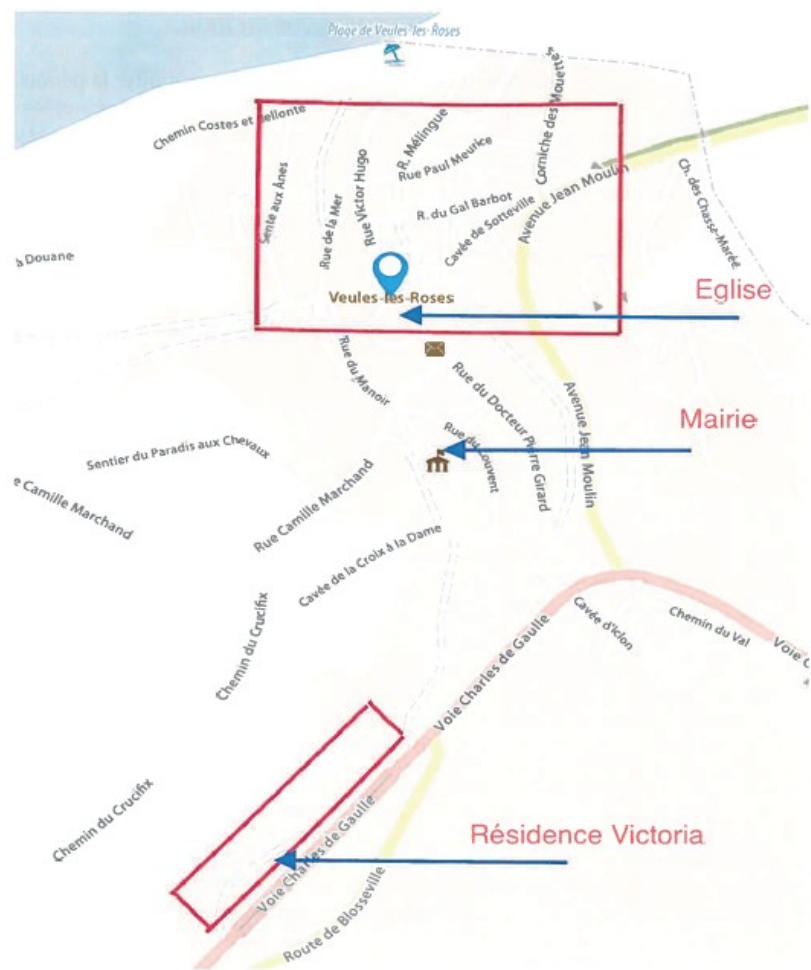 Plage de Veules-les-Roses
Chemin Costes et Bellonte
Corniche des Mouettes
R. Mélingue
Rue Paul Meurice
Sente aux Ânes
Rue de la Mer
Rue Victor Hugo
R. du Gal Barbot
Cavée de Sotteville
Avenue Jean Moulin
Ch. des Chasse-Marée
à Douane
Veules-les-Roses
Eglise
Rue du Manoir
Rue du Docteur Pierre Girard
Avenue Jean Moulin
Mairie
Rue du Couvent
Sentier du Paradis aux Chevaux
e Camille Marchand
Rue Camille Marchand
Cavée de la Croix à la Dame
Chemin du Crucifix
Cavée d'Iclon
Chemin du Val
Voie C
Voie Charles de Gaulle
Chemin du Crucifix
Voie Charles de Gaulle
Résidence Victoria
Route de Blosseville